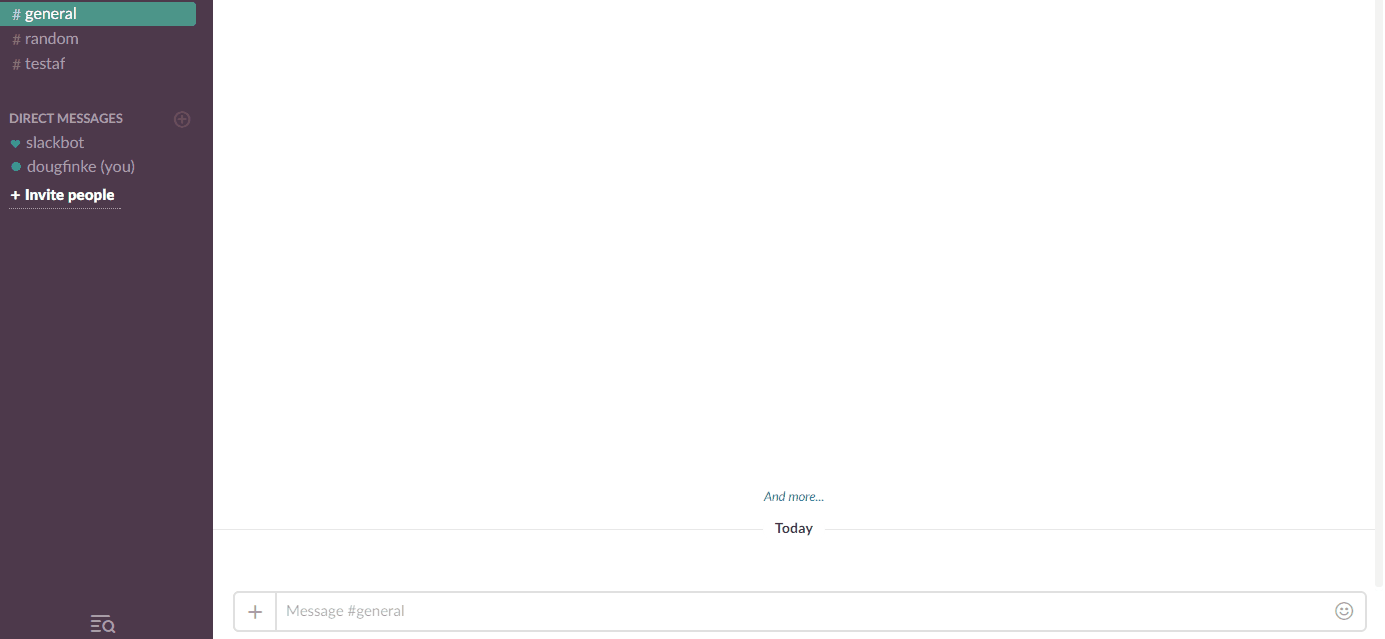 # general
# random
# testaf
DIRECT MESSAGES
slackbot
dougfinke (you)
+ Invite people
And more...
Today
Message #general